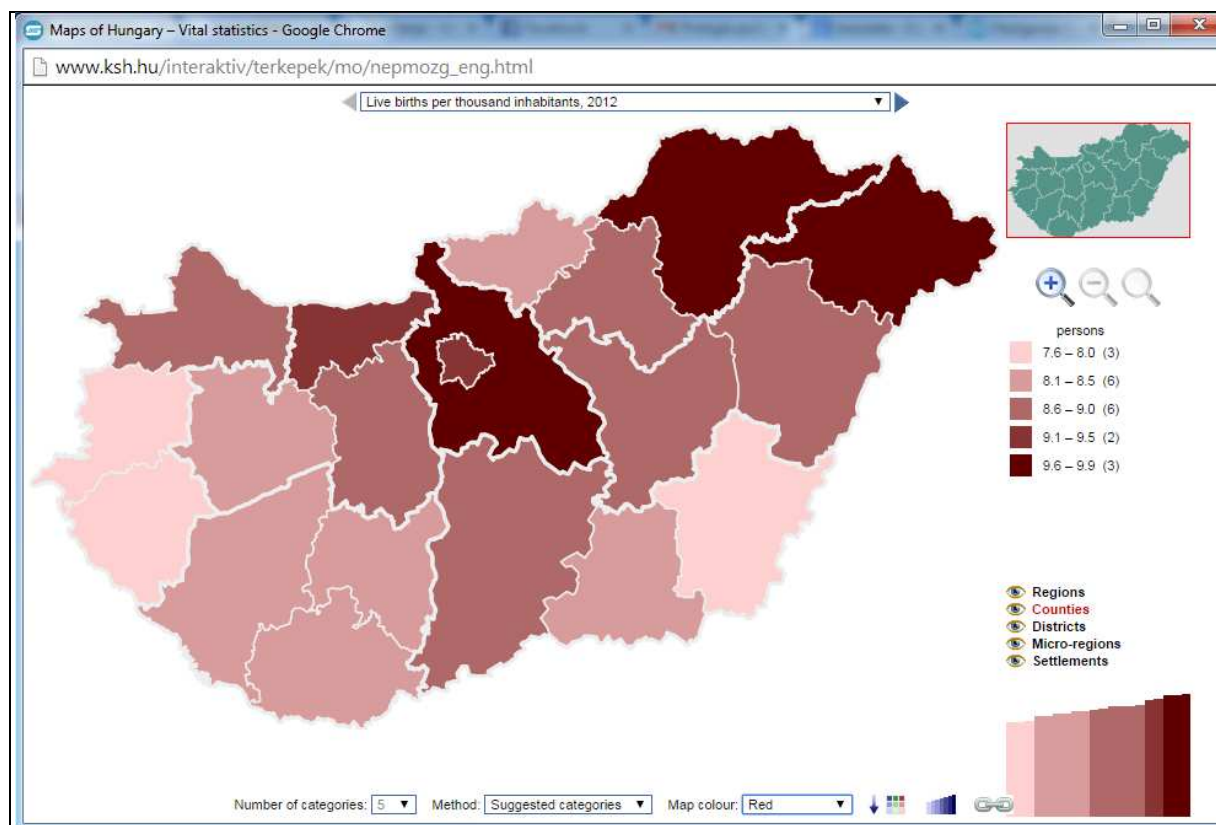 Maps of Hungary – Vital statistics - Google Chrome
www.ksh.hu/interaktiv/terkepek/mo/nepmozg_eng.html
Live births per thousand inhabitants, 2012
persons
7.6 – 8.0 (3)
8.1 – 8.5 (6)
8.6 – 9.0 (6)
9.1 – 9.5 (2)
9.6 – 9.9 (3)
Regions
Counties
Districts
Micro-regions
Settlements
Number of categories: 5 Method: Suggested categories Map colour: Red